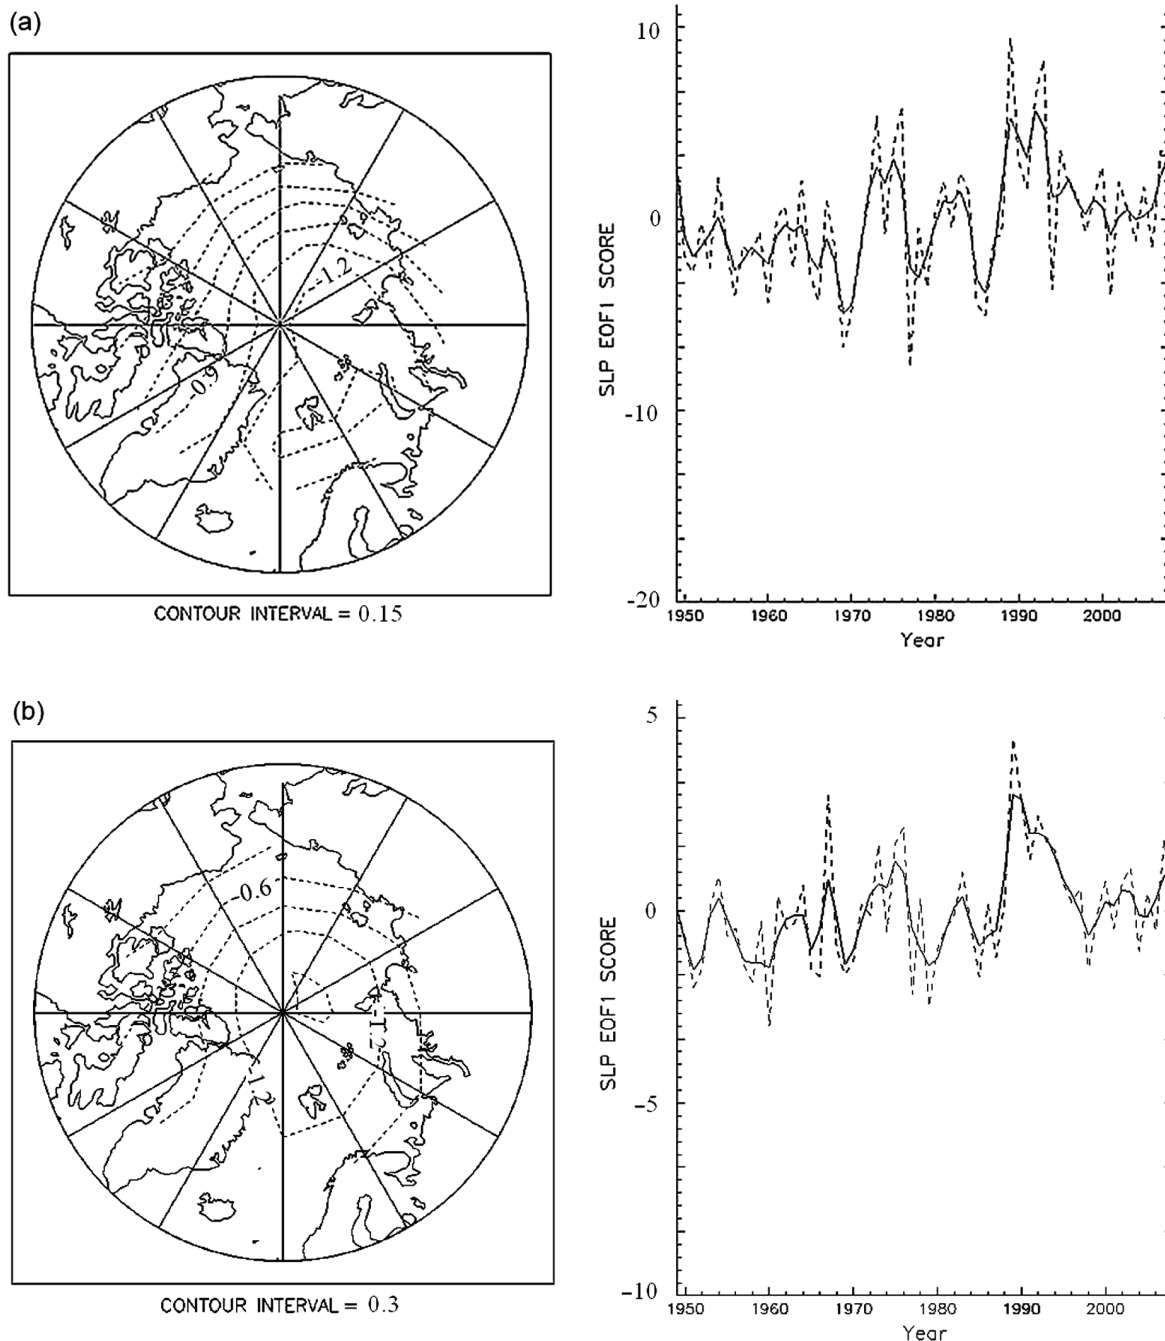 (a)
-1.2
0.9
CONTOUR INTERVAL = 0.15
10
0
-10
-20
SLP EOF1 SCORE
1950 1960 1970 1980 1990 2000
Year
(b)
-0.6
-1.2
-1.2
CONTOUR INTERVAL = 0.3
5
0
-5
-10
SLP EOF1 SCORE
1950 1960 1970 1980 1990 2000
Year